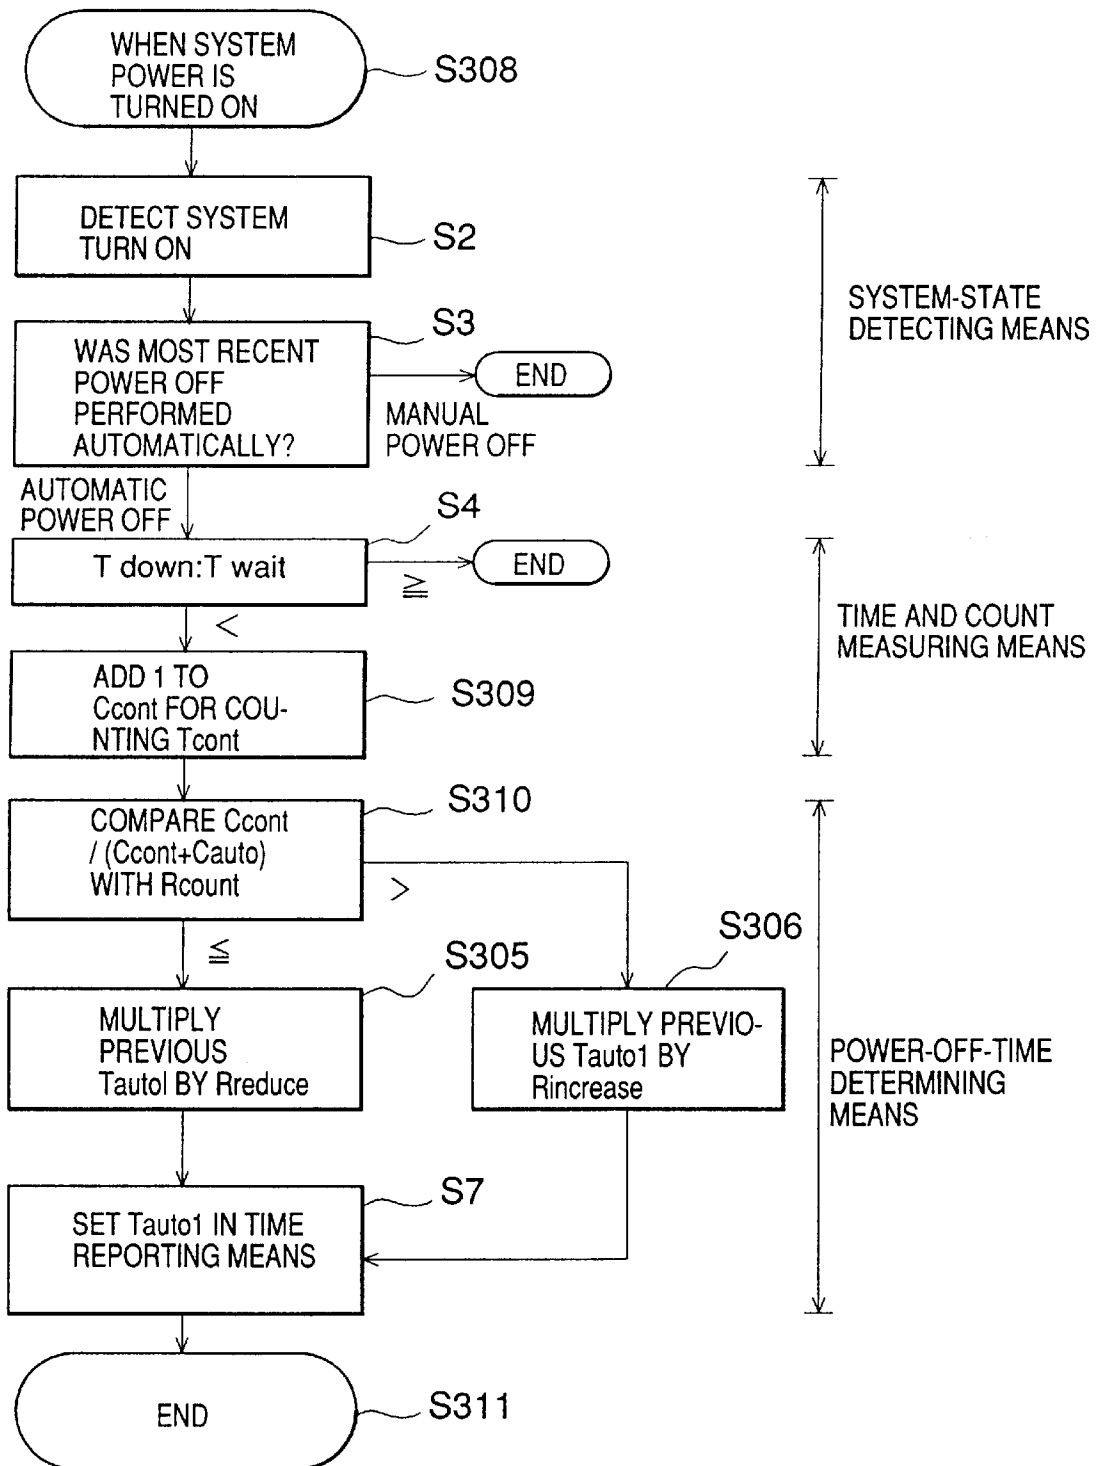 WHEN SYSTEM
POWER IS
TURNED ON
S308
DETECT SYSTEM
TURN ON
S2
SYSTEM-STATE
DETECTING MEANS
S3
WAS MOST RECENT
POWER OFF
PERFORMED
AUTOMATICALLY?
END
MANUAL
POWER OFF
AUTOMATIC
POWER OFF
S4
T down:T wait
≧
END
<
TIME AND COUNT
MEASURING MEANS
ADD 1 TO
Ccont FOR COU-
NTING Tcont
S309
S310
COMPARE Ccont
/ (Ccont+Cauto)
WITH Rcount
>
≦
S305
S306
MULTIPLY
PREVIOUS
Tautol BY Rreduce
MULTIPLY PREVIO-
US Tauto1 BY
Rincrease
POWER-OFF-TIME
DETERMINING
MEANS
S7
SET Tauto1 IN TIME
REPORTING MEANS
END
S311